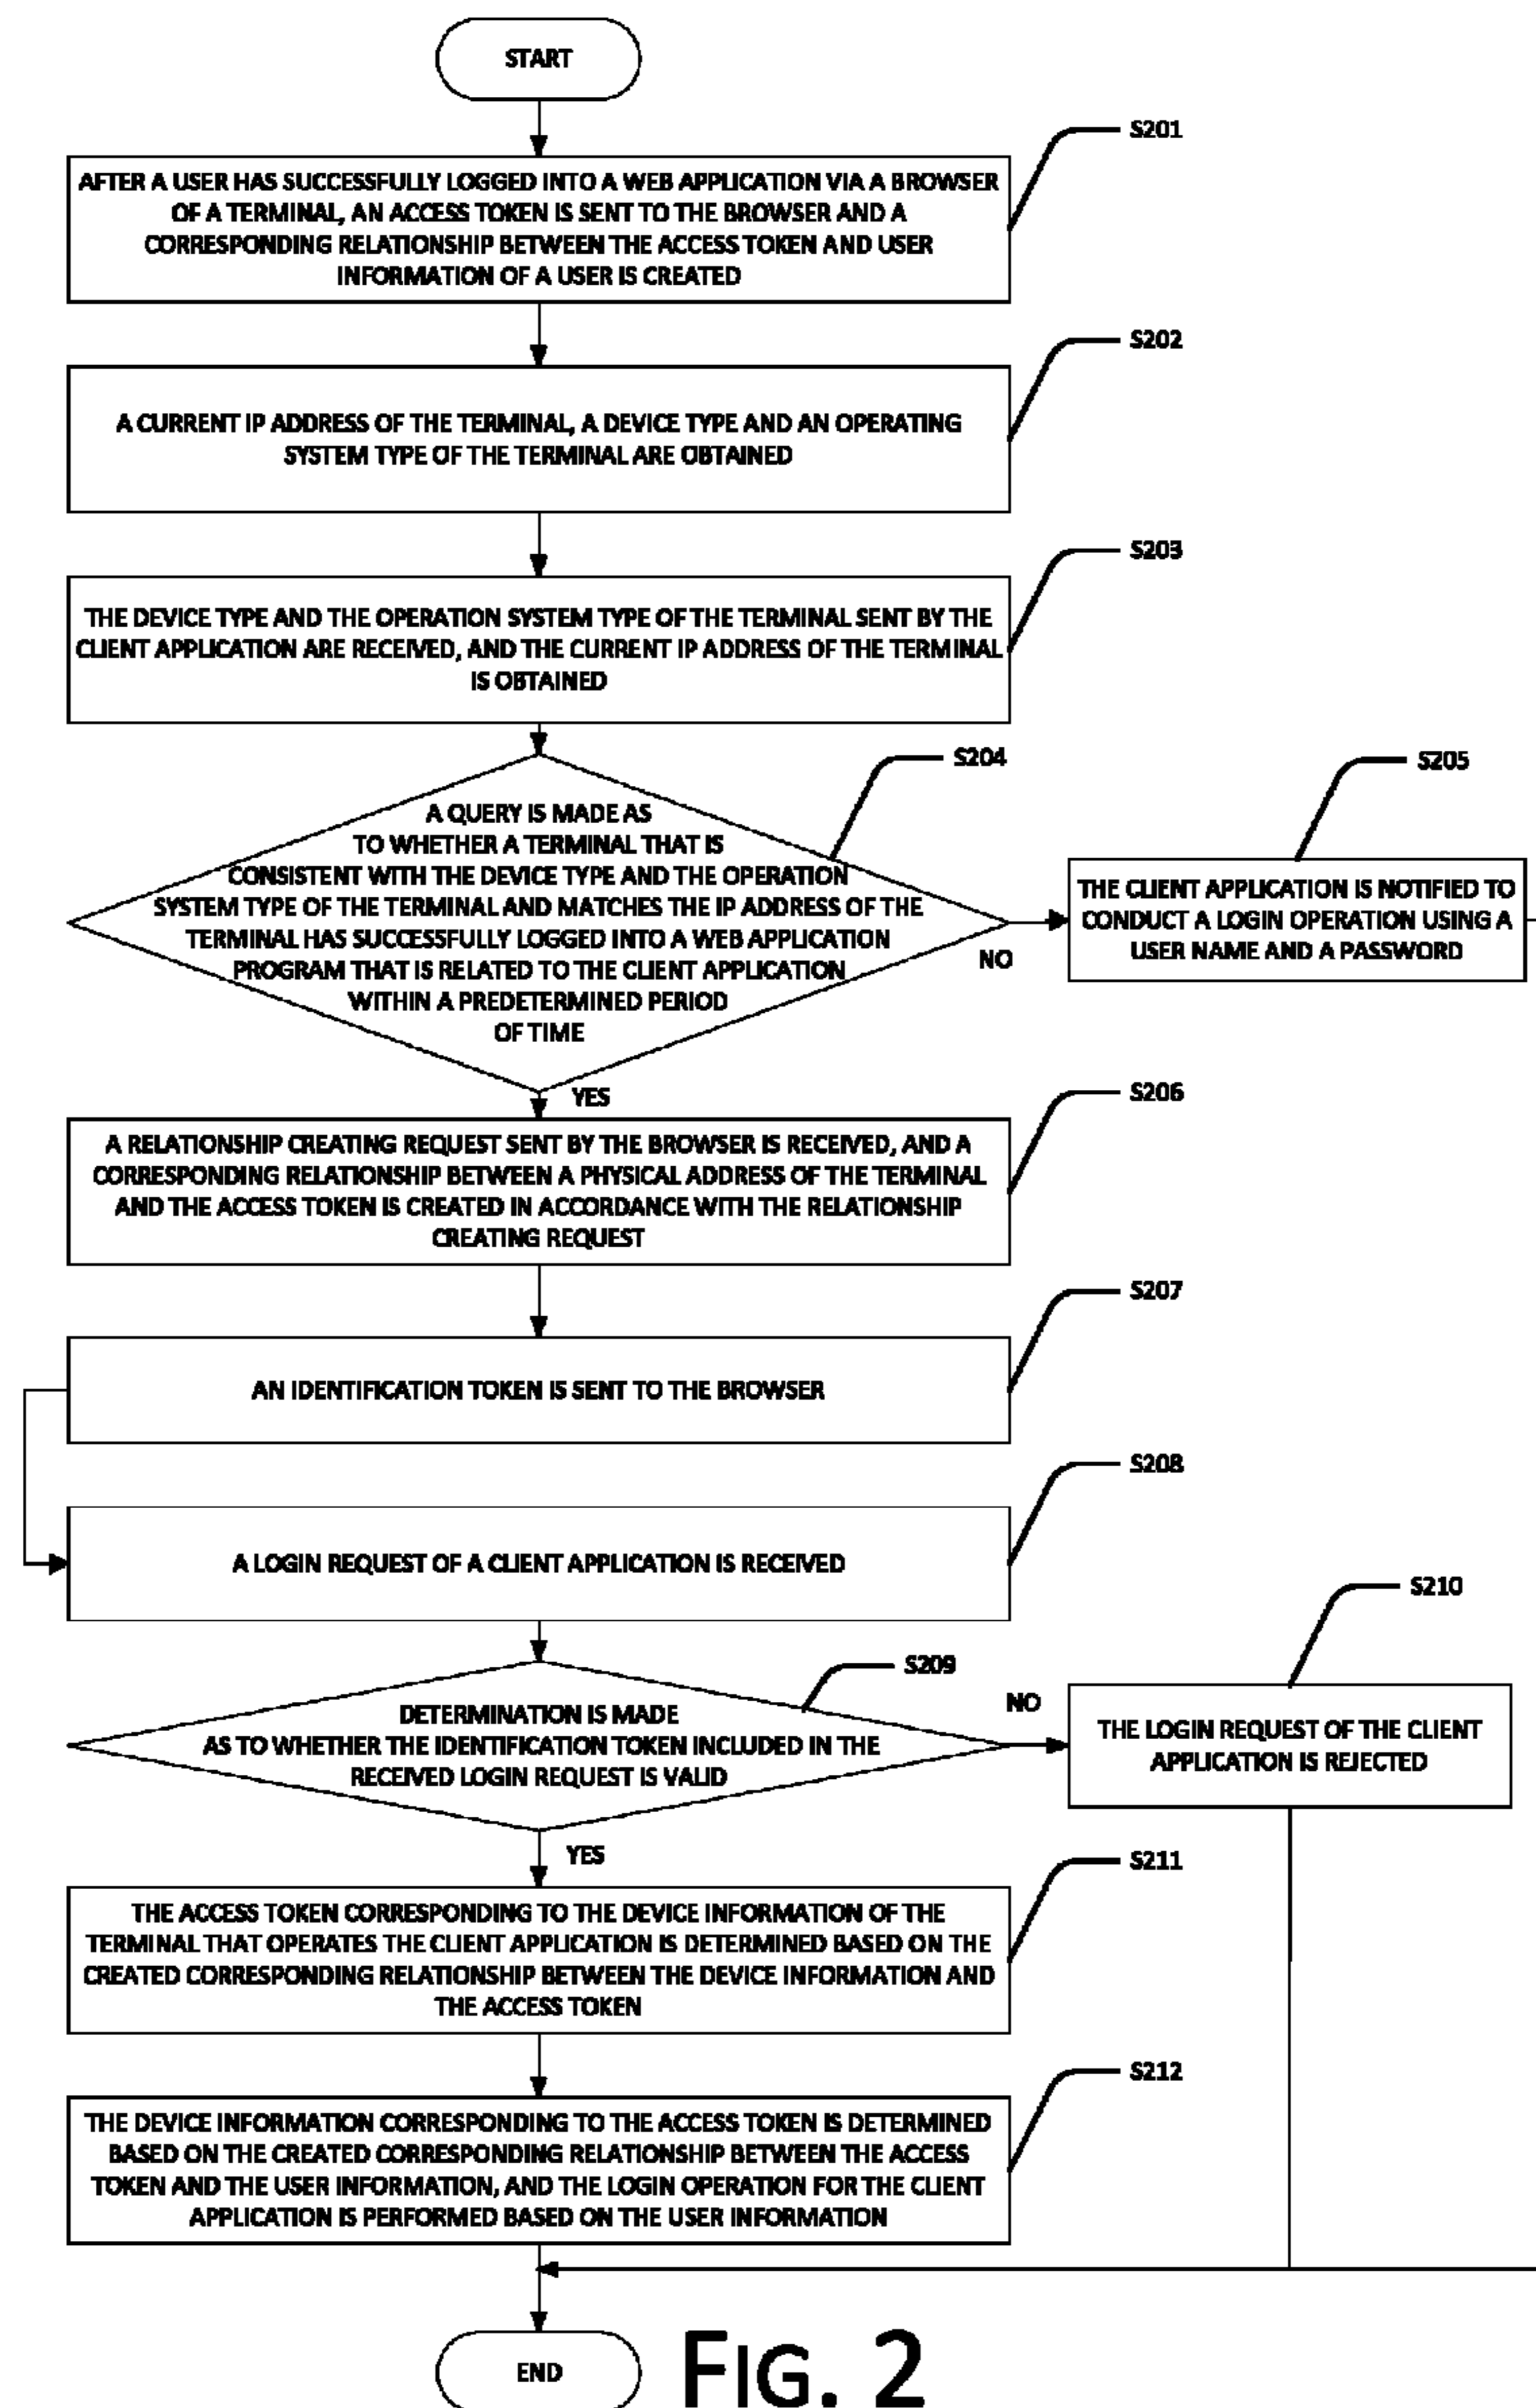 START
S201
AFTER A USER HAS SUCCESSFULLY LOGGED INTO A WEB APPLICATION VIA A BROWSER
OF A TERMINAL, AN ACCESS TOKEN IS SENT TO THE BROWSER AND A
CORRESPONDING RELATIONSHIP BETWEEN THE ACCESS TOKEN AND USER
INFORMATION OF A USER IS CREATED
S202
A CURRENT IP ADDRESS OF THE TERMINAL, A DEVICE TYPE AND AN OPERATING
SYSTEM TYPE OF THE TERMINAL ARE OBTAINED
S203
THE DEVICE TYPE AND THE OPERATION SYSTEM TYPE OF THE TERMINAL SENT BY THE
CLIENT APPLICATION ARE RECEIVED, AND THE CURRENT IP ADDRESS OF THE TERMINAL
IS OBTAINED
S204
A QUERY IS MADE AS
TO WHETHER A TERMINAL THAT IS
CONSISTENT WITH THE DEVICE TYPE AND THE OPERATION
SYSTEM TYPE OF THE TERMINAL AND MATCHES THE IP ADDRESS OF THE
TERMINAL HAS SUCCESSFULLY LOGGED INTO A WEB APPLICATION
PROGRAM THAT IS RELATED TO THE CLIENT APPLICATION
WITHIN A PREDETERMINED PERIOD
OF TIME
NO
S205
THE CLIENT APPLICATION IS NOTIFIED TO
CONDUCT A LOGIN OPERATION USING A
USER NAME AND A PASSWORD
YES
S206
A RELATIONSHIP CREATING REQUEST SENT BY THE BROWSER IS RECEIVED, AND A
CORRESPONDING RELATIONSHIP BETWEEN A PHYSICAL ADDRESS OF THE TERMINAL
AND THE ACCESS TOKEN IS CREATED IN ACCORDANCE WITH THE RELATIONSHIP
CREATING REQUEST
S207
AN IDENTIFICATION TOKEN IS SENT TO THE BROWSER
S208
A LOGIN REQUEST OF A CLIENT APPLICATION IS RECEIVED
S209
DETERMINATION IS MADE
AS TO WHETHER THE IDENTIFICATION TOKEN INCLUDED IN THE
RECEIVED LOGIN REQUEST IS VALID
NO
S210
THE LOGIN REQUEST OF THE CLIENT
APPLICATION IS REJECTED
YES
S211
THE ACCESS TOKEN CORRESPONDING TO THE DEVICE INFORMATION OF THE
TERMINAL THAT OPERATES THE CLIENT APPLICATION IS DETERMINED BASED ON THE
CREATED CORRESPONDING RELATIONSHIP BETWEEN THE DEVICE INFORMATION AND
THE ACCESS TOKEN
S212
THE DEVICE INFORMATION CORRESPONDING TO THE ACCESS TOKEN IS DETERMINED
BASED ON THE CREATED CORRESPONDING RELATIONSHIP BETWEEN THE ACCESS
TOKEN AND THE USER INFORMATION, AND THE LOGIN OPERATION FOR THE CLIENT
APPLICATION IS PERFORMED BASED ON THE USER INFORMATION
END
FIG. 2